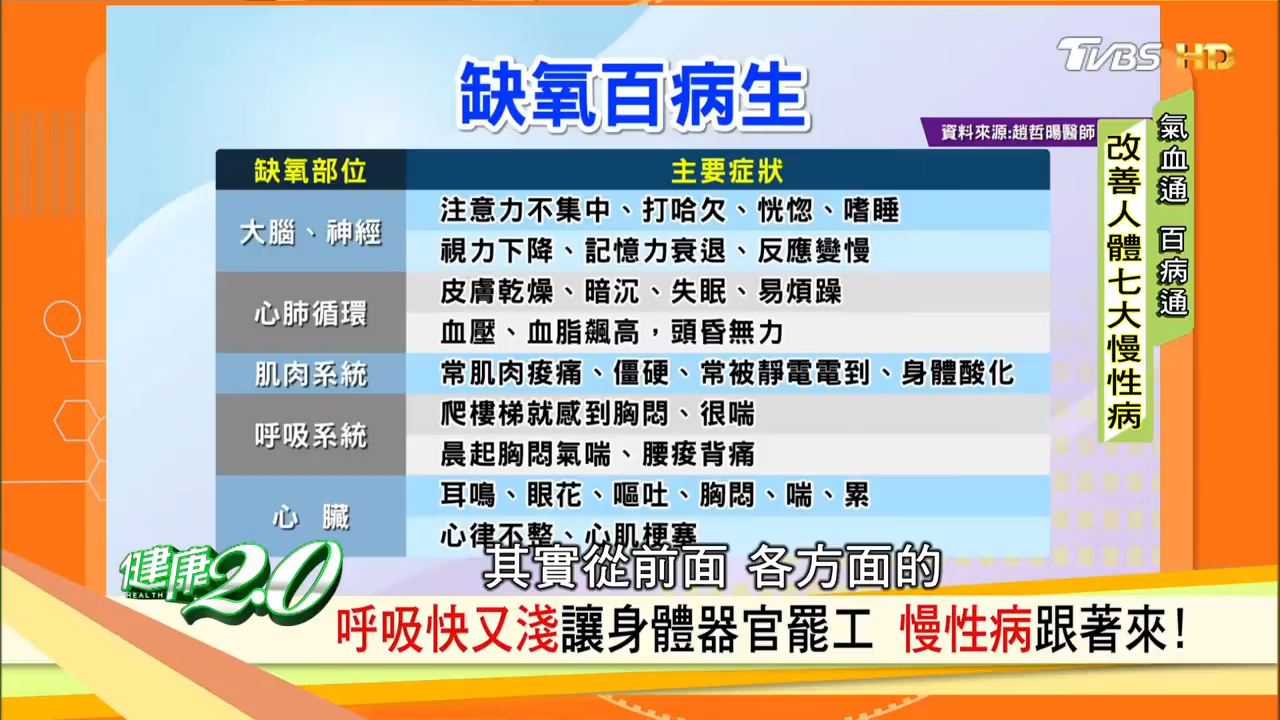 TVBS HD
缺氧百病生
資料來源:趙哲暘醫師
氣血通 百病通
改善人體七大慢性病
缺氧部位 主要症狀
大腦、神經 注意力不集中、打哈欠、恍惚、嗜睡
視力下降、記憶力衰退、反應變慢
心肺循環 皮膚乾燥、暗沉、失眠、易煩躁
血壓、血脂飆高，頭昏無力
肌肉系統 常肌肉痠痛、僵硬、常被靜電電到、身體酸化
呼吸系統 爬樓梯就感到胸悶、很喘
晨起胸悶氣喘、腰痠背痛
心 臟 耳鳴、眼花、嘔吐、胸悶、喘、累
心律不整、心肌梗塞
其實從前面 各方面的
健康2.0
HEALTH
呼吸快又淺讓身體器官罷工 慢性病跟著來!